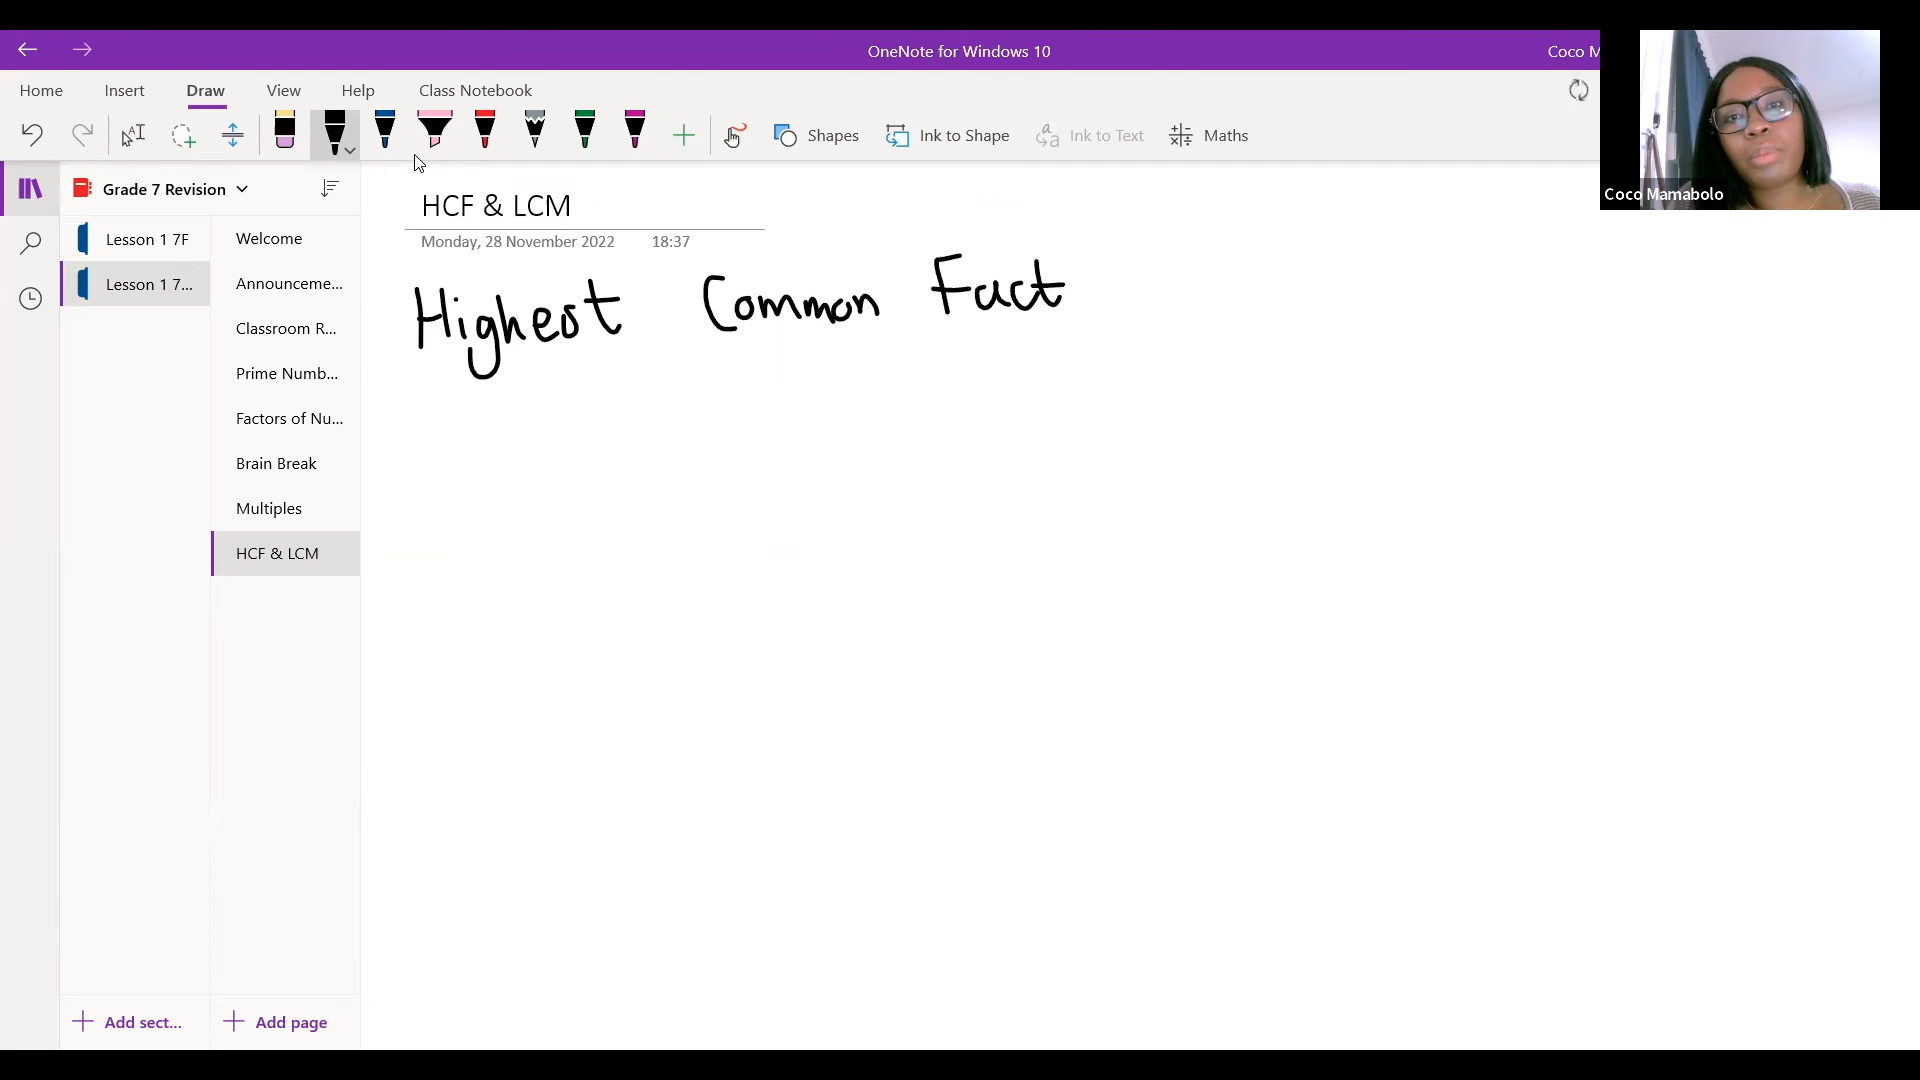 OneNote for Windows 10
Coco M
Home Insert Draw View Help Class Notebook
Shapes Ink to Shape Ink to Text Maths
Coco Mamabolo
Grade 7 Revision
Lesson 1 7F
Lesson 1 7...
Welcome
Announceme...
Classroom R...
Prime Numb...
Factors of Nu...
Brain Break
Multiples
HCF & LCM
Add sect...
Add page
HCF & LCM
Monday, 28 November 2022 18:37
Highest Common Fact